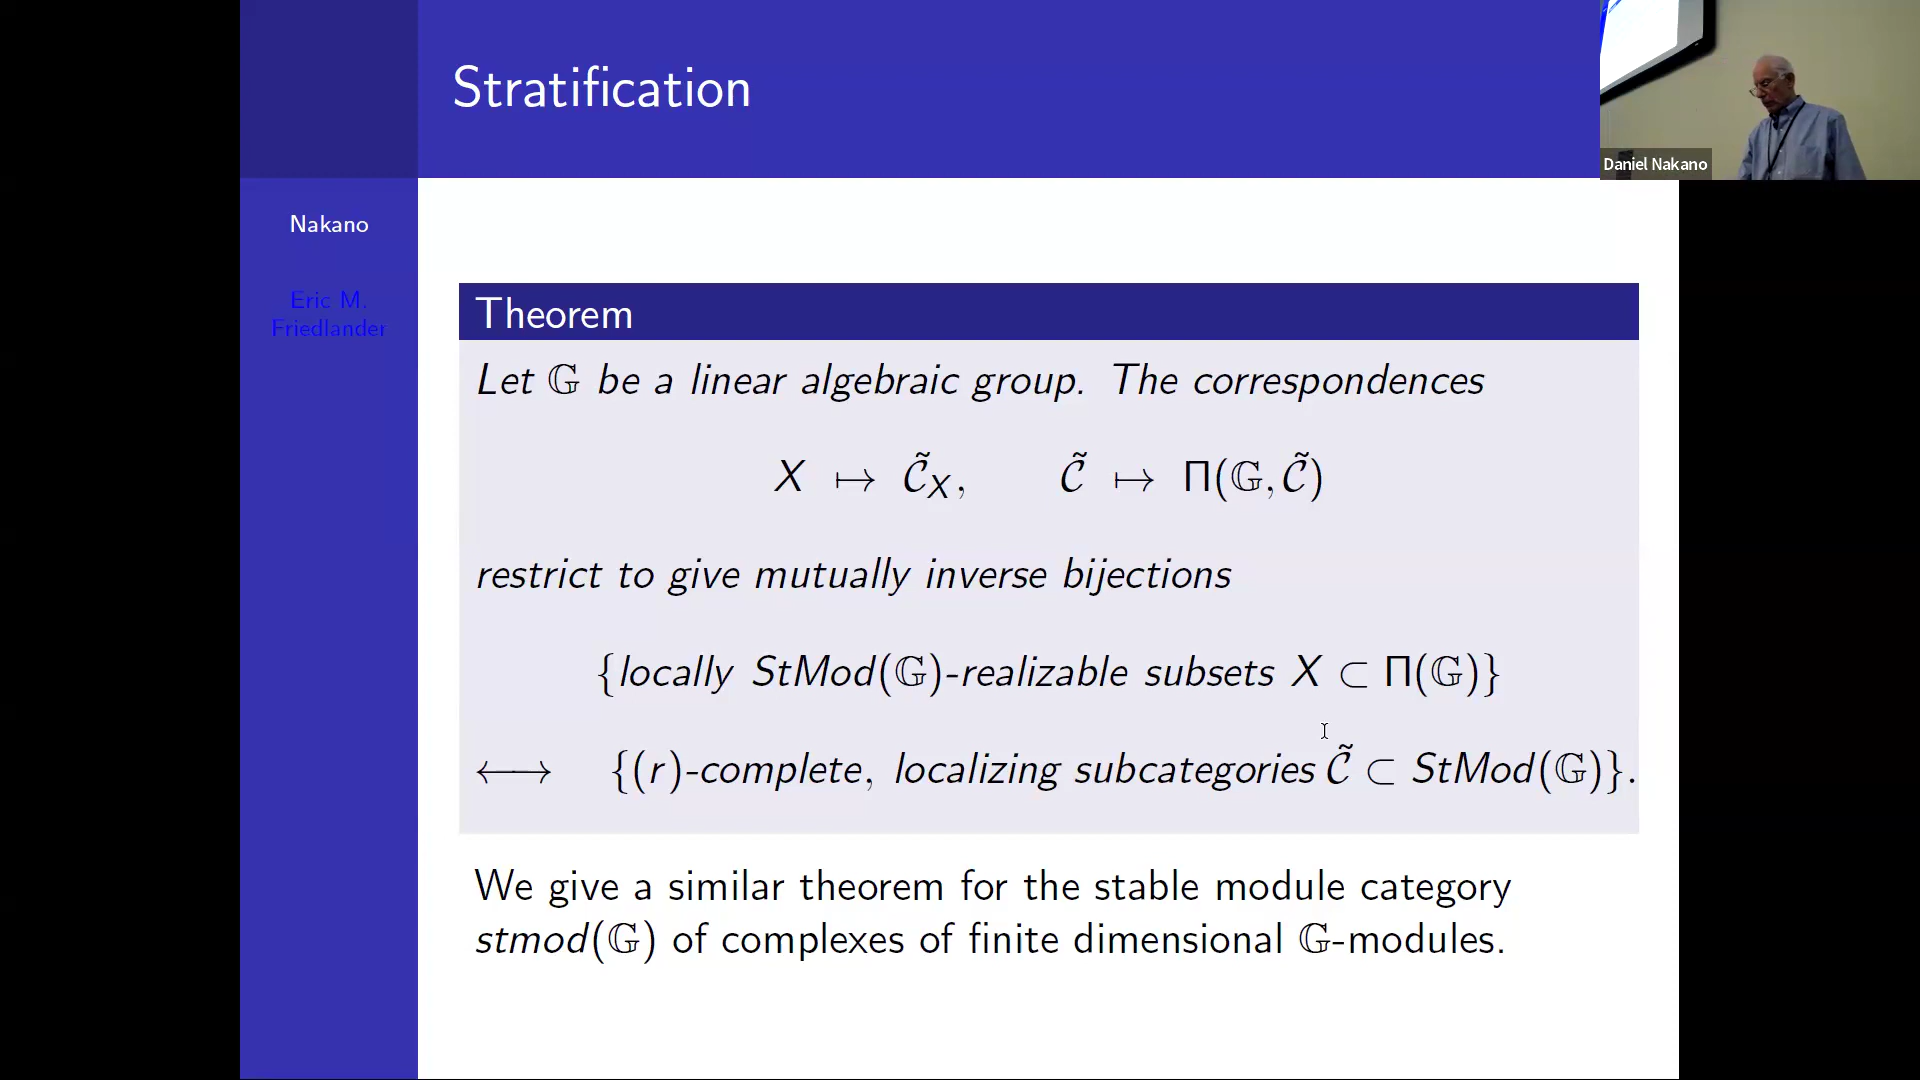 Stratification
Daniel Nakano
Nakano
Eric M.
Friedlander
Theorem
Let 𝔾 be a linear algebraic group. The correspondences
X ↦ 𝒞̃_X, 𝒞̃ ↦ Π(𝔾, 𝒞̃)
restrict to give mutually inverse bijections
{locally StMod(𝔾)-realizable subsets X ⊂ Π(𝔾)}
⟷ {(r)-complete, localizing subcategories 𝒞̃ ⊂ StMod(𝔾)}.
We give a similar theorem for the stable module category
stmod(𝔾) of complexes of finite dimensional 𝔾-modules.